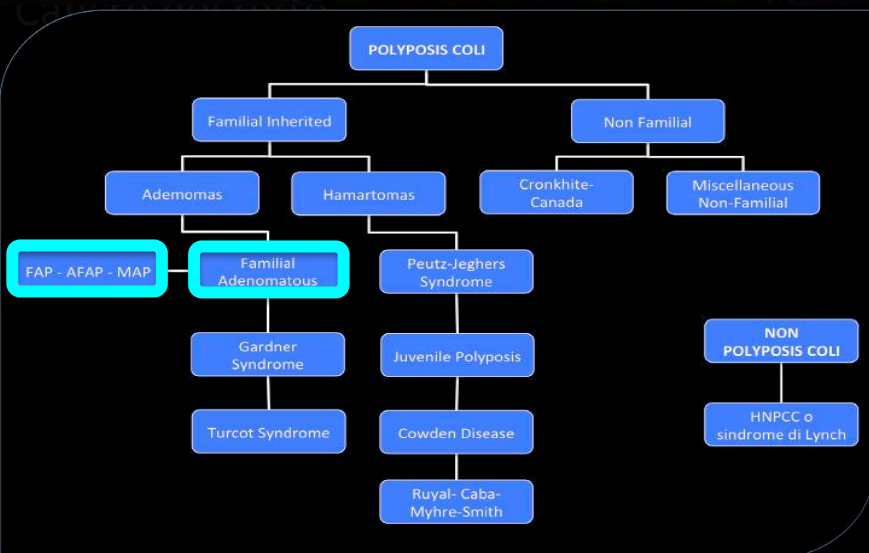 POLYPOSIS COLI
Familial Inherited
Non Familial
Ademomas
Hamartomas
Cronkhite-
Canada
Miscellaneous
Non-Familial
FAP - AFAP - MAP
Familial
Adenomatous
Peutz-Jeghers
Syndrome
Gardner
Syndrome
Juvenile Polyposis
NON
POLYPOSIS COLI
Turcot Syndrome
Cowden Disease
HNPCC o
sindrome di Lynch
Ruyal- Caba-
Myhre-Smith